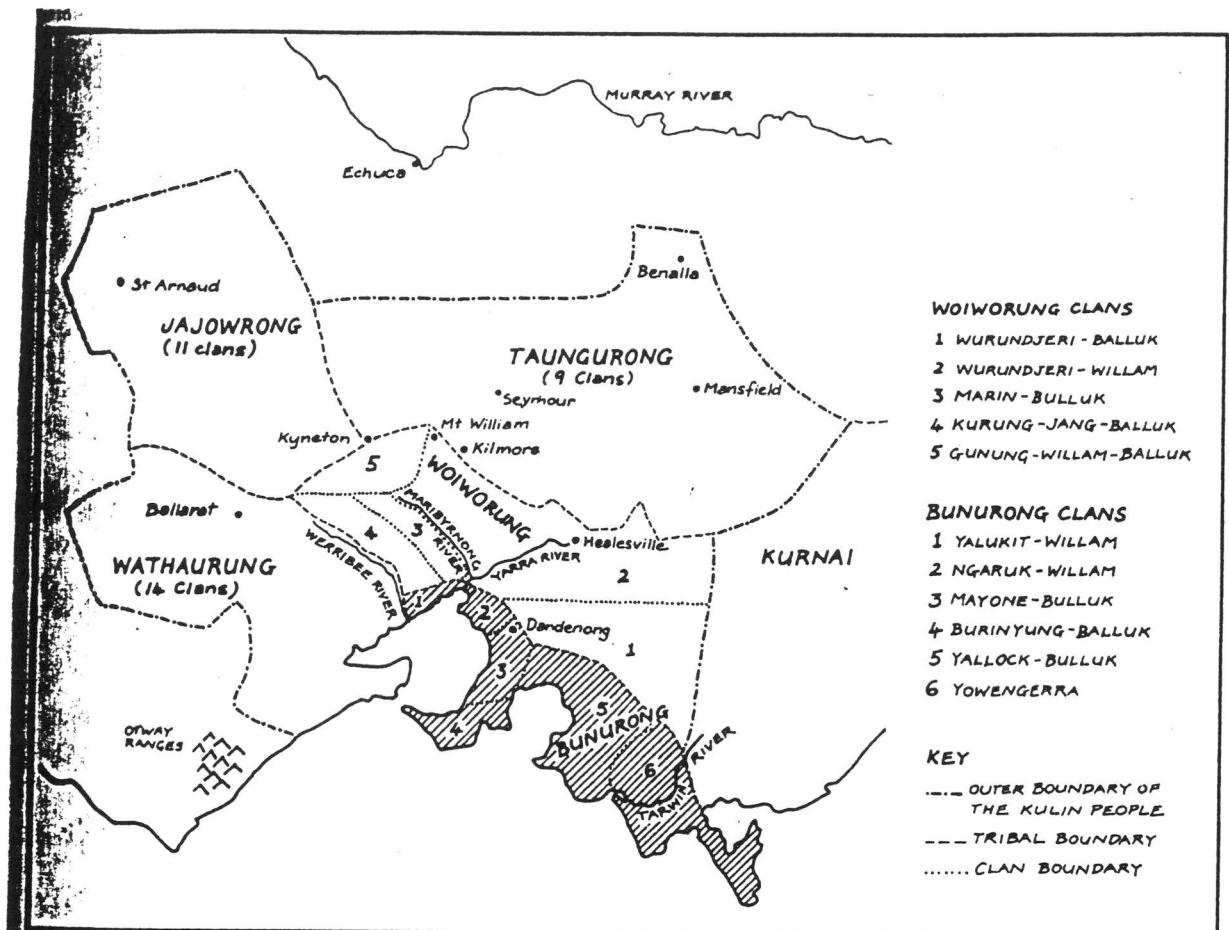 MURRAY RIVER
Echuca
St Arnaud
JAJOWRONG
(11 clans)
Benalla
TAUNGURONG
(9 Clans)
Seymour
Mansfield
Kyneton
Mt William
Kilmore
5
WOIWORUNG
MARIBYRNONG
RIVER
4
3
Ballarat
WERRIBEE RIVER
YARRA RIVER
Healesville
2
KURNAI
WATHAURUNG
(14 Clans)
1
2
Dandenong
1
3
4
5
BUNURONG
6
TARWIN RIVER
OTWAY
RANGES
WOIWORUNG CLANS
1 WURUNDJERI - BALLUK
2 WURUNDJERI - WILLAM
3 MARIN - BULLUK
4 KURUNG - JANG - BALLUK
5 GUNUNG - WILLAM - BALLUK
BUNURONG CLANS
1 YALUKIT - WILLAM
2 NGARUK - WILLAM
3 MAYONE - BULLUK
4 BURINYUNG - BALLUK
5 YALLOCK - BULLUK
6 YOWENGERRA
KEY
OUTER BOUNDARY OF
THE KULIN PEOPLE
TRIBAL BOUNDARY
CLAN BOUNDARY